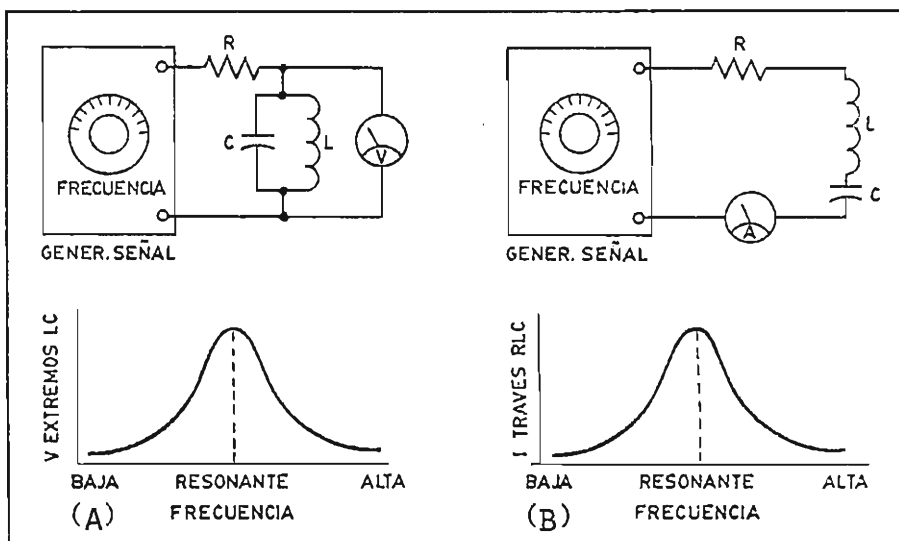 R
C
L
V
FRECUENCIA
GENER. SEÑAL
V EXTREMOS LC
BAJA RESONANTE ALTA
(A) FRECUENCIA
R
L
C
A
FRECUENCIA
GENER. SEÑAL
I TRAVES RLC
BAJA RESONANTE ALTA
(B) FRECUENCIA